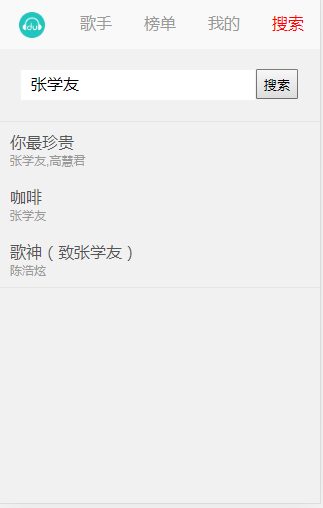 du
歌手 榜单 我的 搜索
张学友 搜索
你最珍贵
张学友,高慧君
咖啡
张学友
歌神（致张学友）
陈浩炫